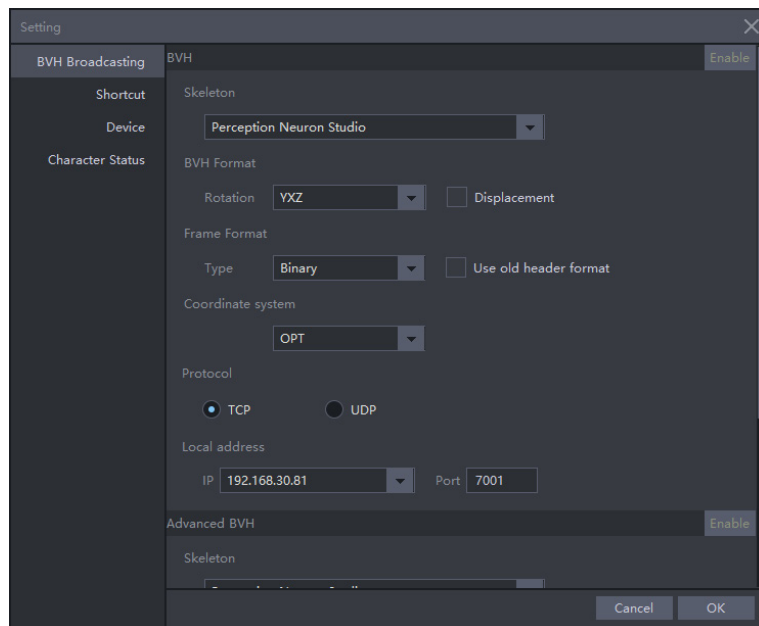 Setting
BVH Broadcasting
Shortcut
Device
Character Status
BVH Enable
Skeleton
Perception Neuron Studio
BVH Format
Rotation YXZ Displacement
Frame Format
Type Binary Use old header format
Coordinate system
OPT
Protocol
TCP UDP
Local address
IP 192.168.30.81 Port 7001
Advanced BVH Enable
Skeleton
Cancel OK